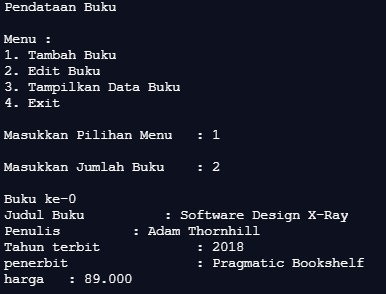 Pendataan Buku
Menu :
1. Tambah Buku
2. Edit Buku
3. Tampilkan Data Buku
4. Exit
Masukkan Pilihan Menu   : 1
Masukkan Jumlah Buku    : 2
Buku ke-0
Judul Buku          : Software Design X-Ray
Penulis         : Adam Thornhill
Tahun terbit            : 2018
penerbit                : Pragmatic Bookshelf
harga   : 89.000